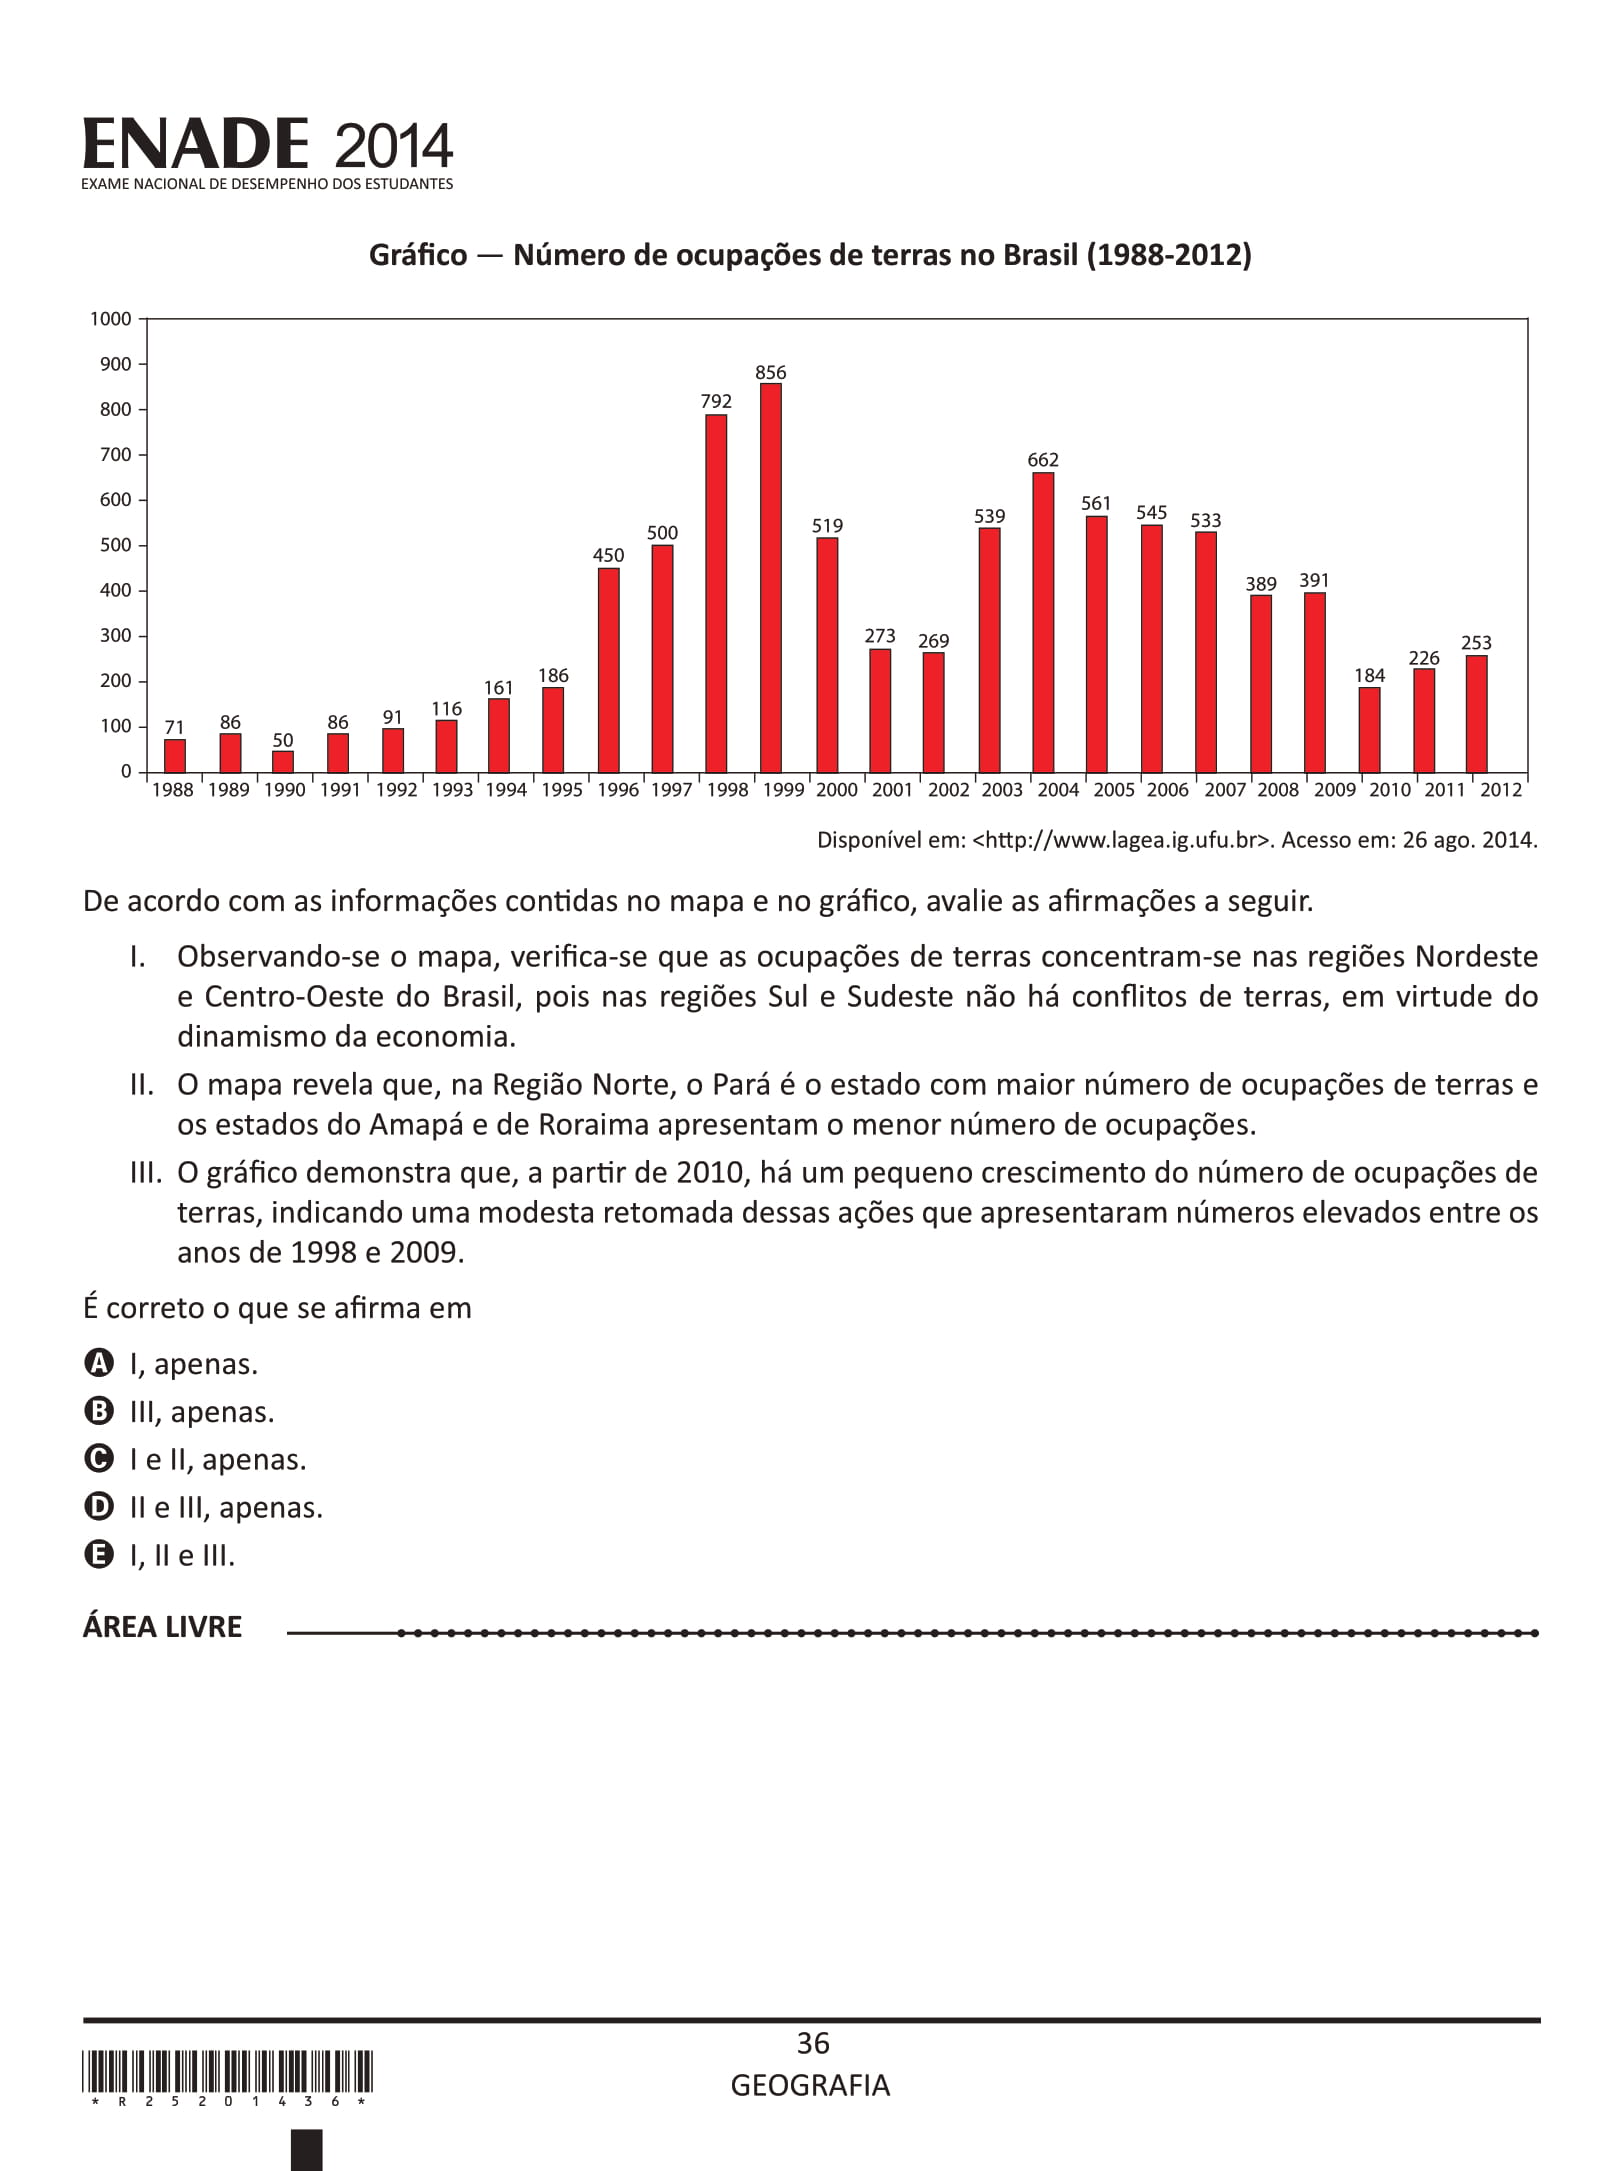 ENADE 2014
EXAME NACIONAL DE DESEMPENHO DOS ESTUDANTES
Gráfico — Número de ocupações de terras no Brasil (1988-2012)
1000
900
800
700
600
500
400
300
200
100
0
71 86 50 86 91 116 161 186 450 500 792 856 519 273 269 539 662 561 545 533 389 391 184 226 253
1988 1989 1990 1991 1992 1993 1994 1995 1996 1997 1998 1999 2000 2001 2002 2003 2004 2005 2006 2007 2008 2009 2010 2011 2012
Disponível em: <http://www.lagea.ig.ufu.br>. Acesso em: 26 ago. 2014.
De acordo com as informações contidas no mapa e no gráfico, avalie as afirmações a seguir.
I. Observando-se o mapa, verifica-se que as ocupações de terras concentram-se nas regiões Nordeste
e Centro-Oeste do Brasil, pois nas regiões Sul e Sudeste não há conflitos de terras, em virtude do
dinamismo da economia.
II. O mapa revela que, na Região Norte, o Pará é o estado com maior número de ocupações de terras e
os estados do Amapá e de Roraima apresentam o menor número de ocupações.
III. O gráfico demonstra que, a partir de 2010, há um pequeno crescimento do número de ocupações de
terras, indicando uma modesta retomada dessas ações que apresentaram números elevados entre os
anos de 1998 e 2009.
É correto o que se afirma em
A I, apenas.
B III, apenas.
C I e II, apenas.
D II e III, apenas.
E I, II e III.
ÁREA LIVRE
36
GEOGRAFIA
* R 2 5 2 0 1 4 3 6 *